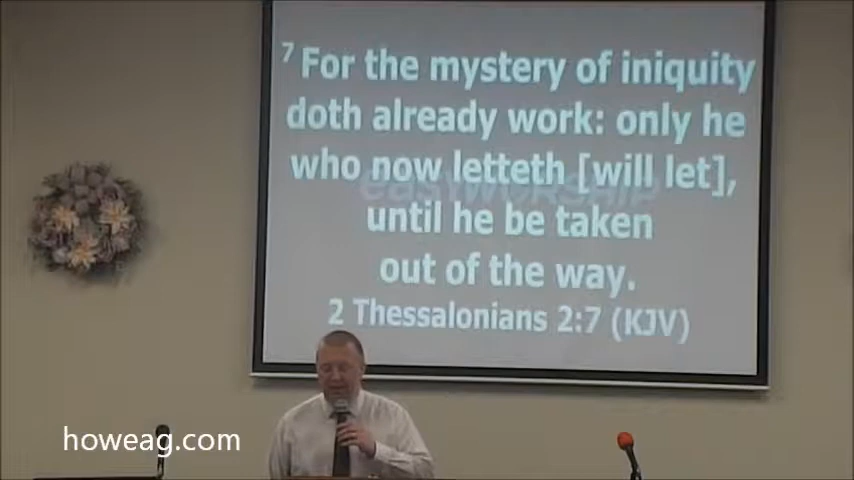 7 For the mystery of iniquity
doth already work: only he
who now letteth [will let],
easyworship
until he be taken
out of the way.
2 Thessalonians 2:7 (KJV)
howeag.com